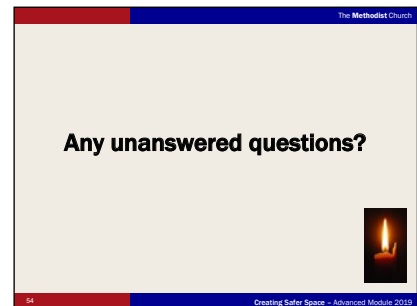 The Methodist Church
Any unanswered questions?
54
Creating Safer Space – Advanced Module 2019